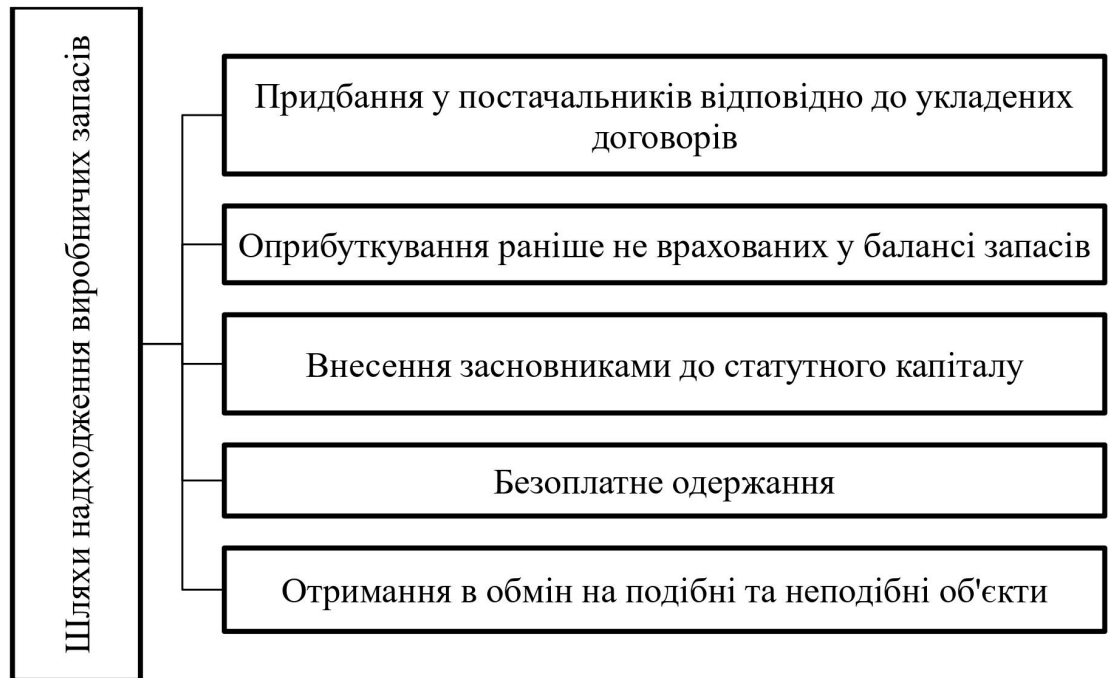 Шляхи надходження виробничих запасів
Придбання у постачальників відповідно до укладених
договорів
Оприбуткування раніше не врахованих у балансі запасів
Внесення засновниками до статутного капіталу
Безоплатне одержання
Отримання в обмін на подібні та неподібні об'єкти